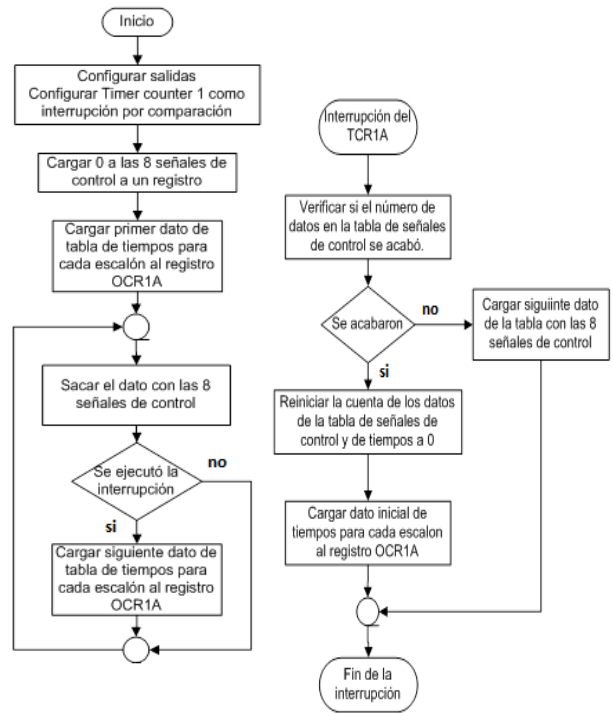 Inicio
Configurar salidas
Configurar Timer counter 1 como
interrupción por comparación
Cargar 0 a las 8 señales de
control a un registro
Cargar primer dato de
tabla de tiempos para
cada escalón al registro
OCR1A
Sacar el dato con las 8
señales de control
Se ejecutó la
interrupción
no
si
Cargar siguiente dato de
tabla de tiempos para
cada escalón al registro
OCR1A
Interrupción del
TCR1A
Verificar si el número de
datos en la tabla de señales
de control se acabó.
Se acabaron
no
si
Cargar siguiinte dato
de la tabla con las 8
señales de control
Reiniciar la cuenta de los datos
de la tabla de señales de
control y de tiempos a 0
Cargar dato inicial de
tiempos para cada escalon
al registro OCR1A
Fin de la
interrupción